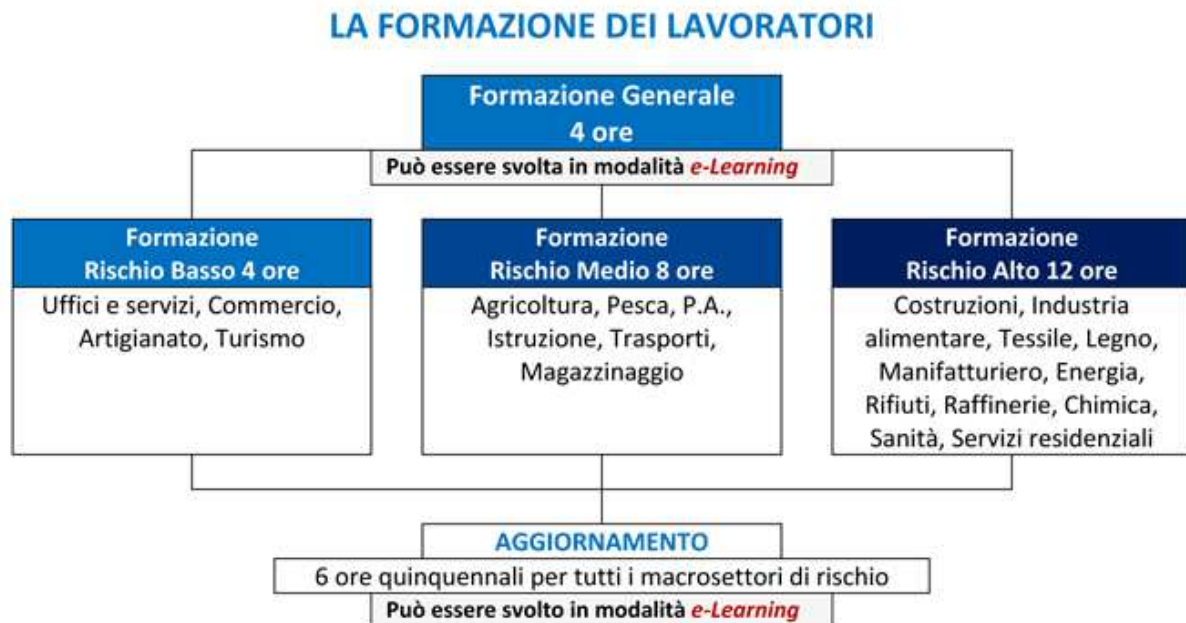 LA FORMAZIONE DEI LAVORATORI
Formazione Generale
4 ore
Può essere svolta in modalità e-Learning
Formazione
Rischio Basso 4 ore
Uffici e servizi, Commercio,
Artigianato, Turismo
Formazione
Rischio Medio 8 ore
Agricoltura, Pesca, P.A.,
Istruzione, Trasporti,
Magazzinaggio
Formazione
Rischio Alto 12 ore
Costruzioni, Industria
alimentare, Tessile, Legno,
Manifatturiero, Energia,
Rifiuti, Raffinerie, Chimica,
Sanità, Servizi residenziali
AGGIORNAMENTO
6 ore quinquennali per tutti i macrosettori di rischio
Può essere svolto in modalità e-Learning